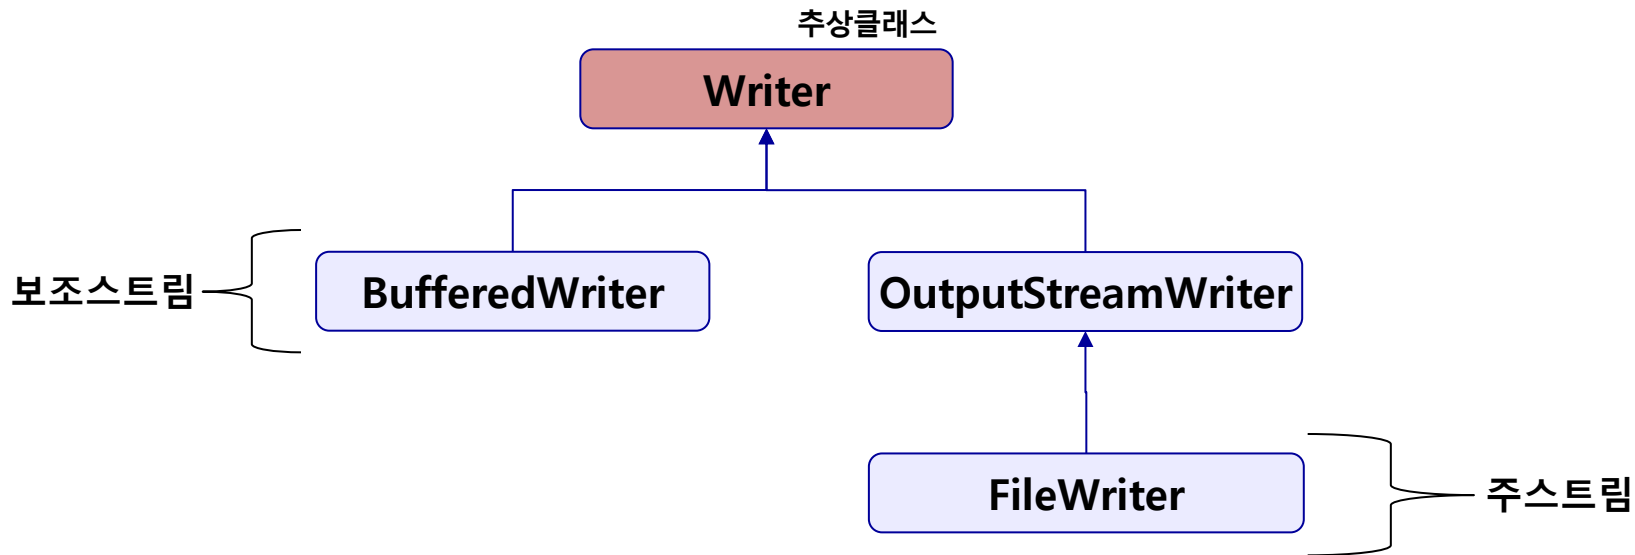 추상클래스
Writer
보조스트림
BufferedWriter
OutputStreamWriter
FileWriter
주스트림